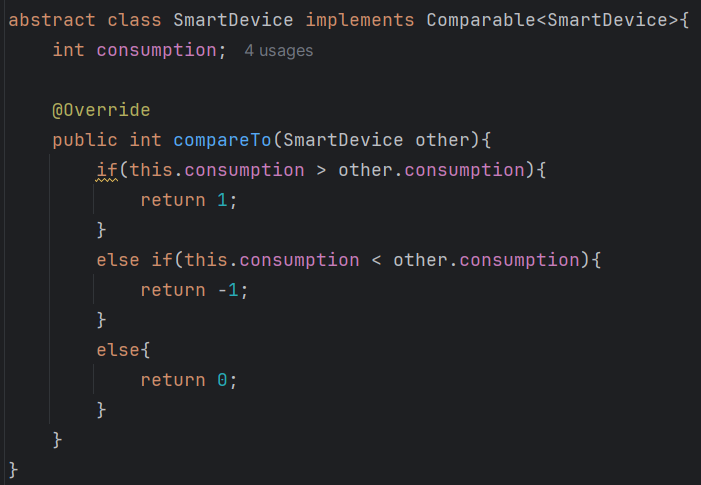 abstract class SmartDevice implements Comparable<SmartDevice>{
    int consumption; 4 usages

    @Override
    public int compareTo(SmartDevice other){
        if(this.consumption > other.consumption){
            return 1;
        }
        else if(this.consumption < other.consumption){
            return -1;
        }
        else{
            return 0;
        }
    }
}